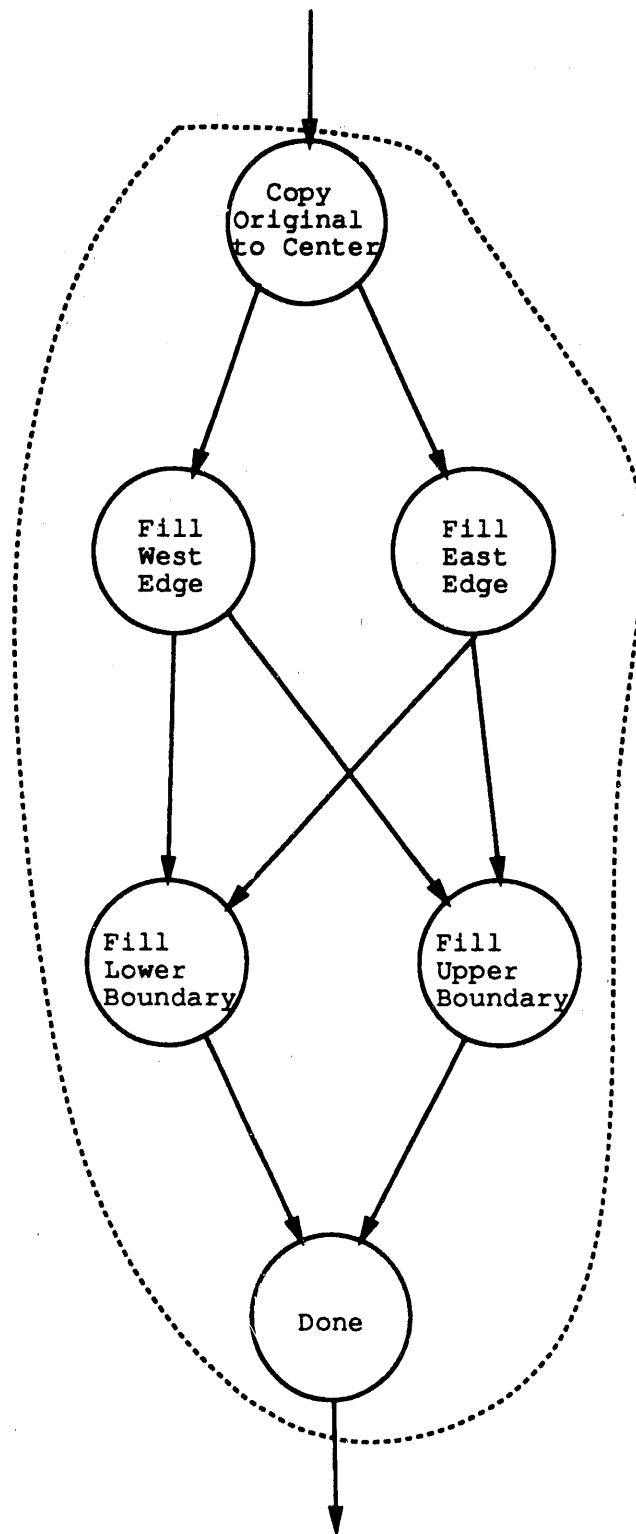 Copy
Original
to Center
Fill
West
Edge
Fill
East
Edge
Fill
Lower
Boundary
Fill
Upper
Boundary
Done